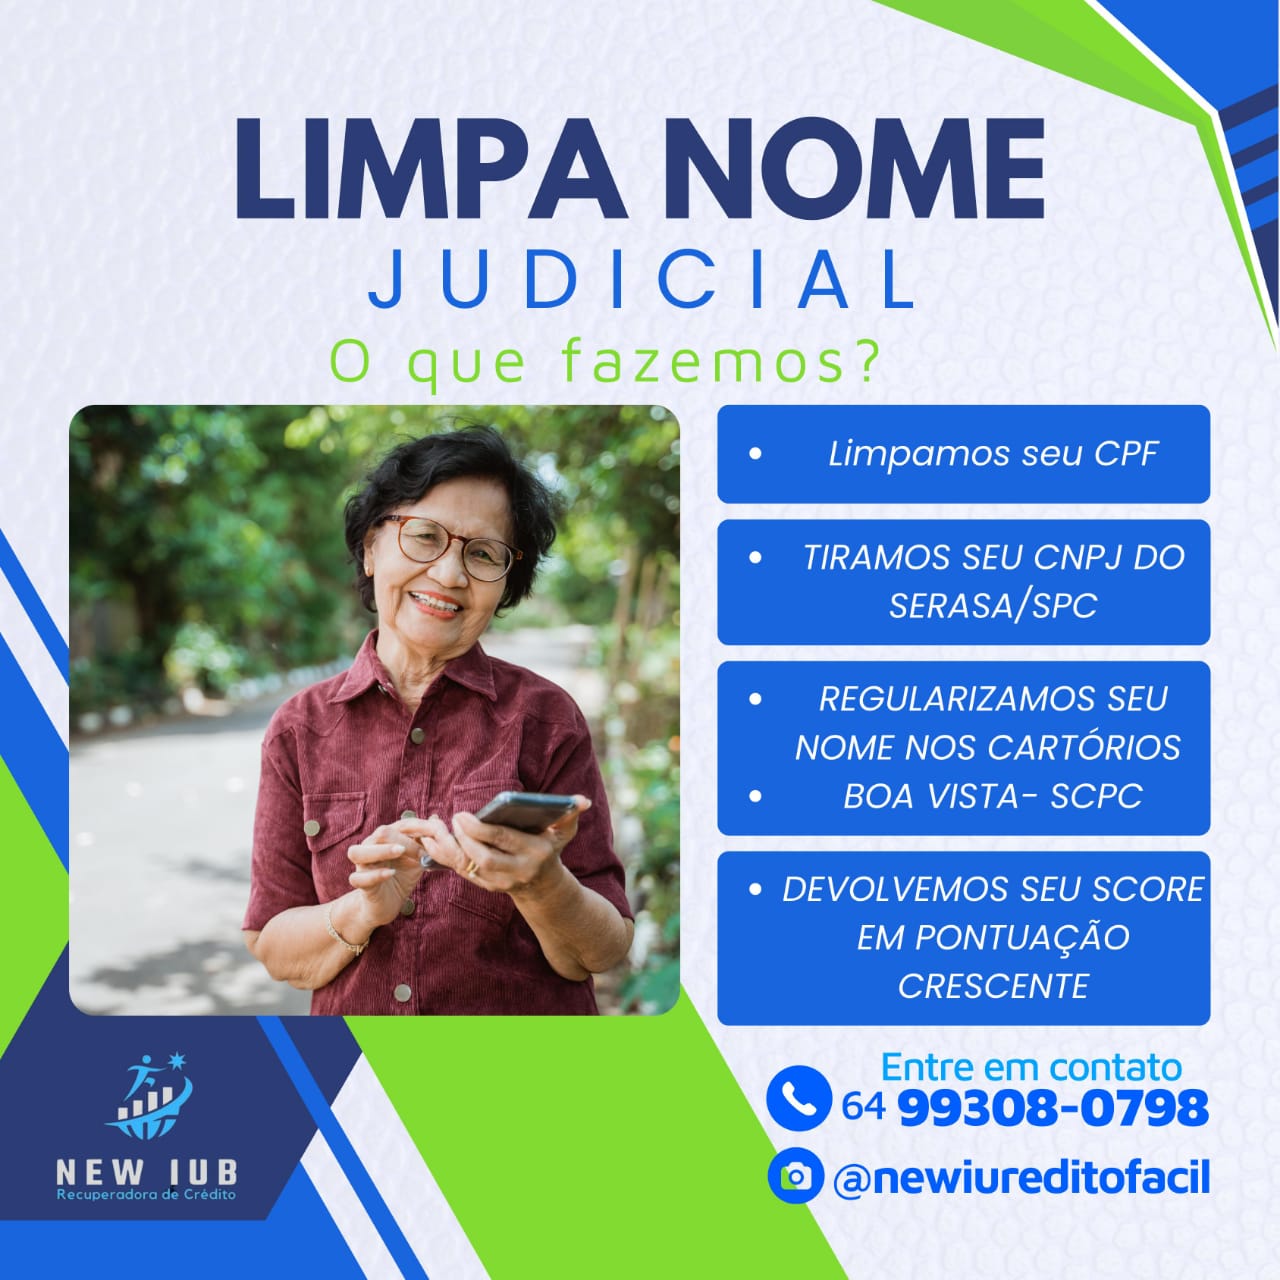 LIMPA NOME
JUDICIAL
O que fazemos?
• Limpamos seu CPF
• TIRAMOS SEU CNPJ DO
SERASA/SPC
• REGULARIZAMOS SEU
NOME NOS CARTÓRIOS
• BOA VISTA- SCPC
• DEVOLVEMOS SEU SCORE
EM PONTUAÇÃO
CRESCENTE
Entre em contato
64 99308-0798
@newiureditofacil
NEW IUB
Recuperadora de Crédito